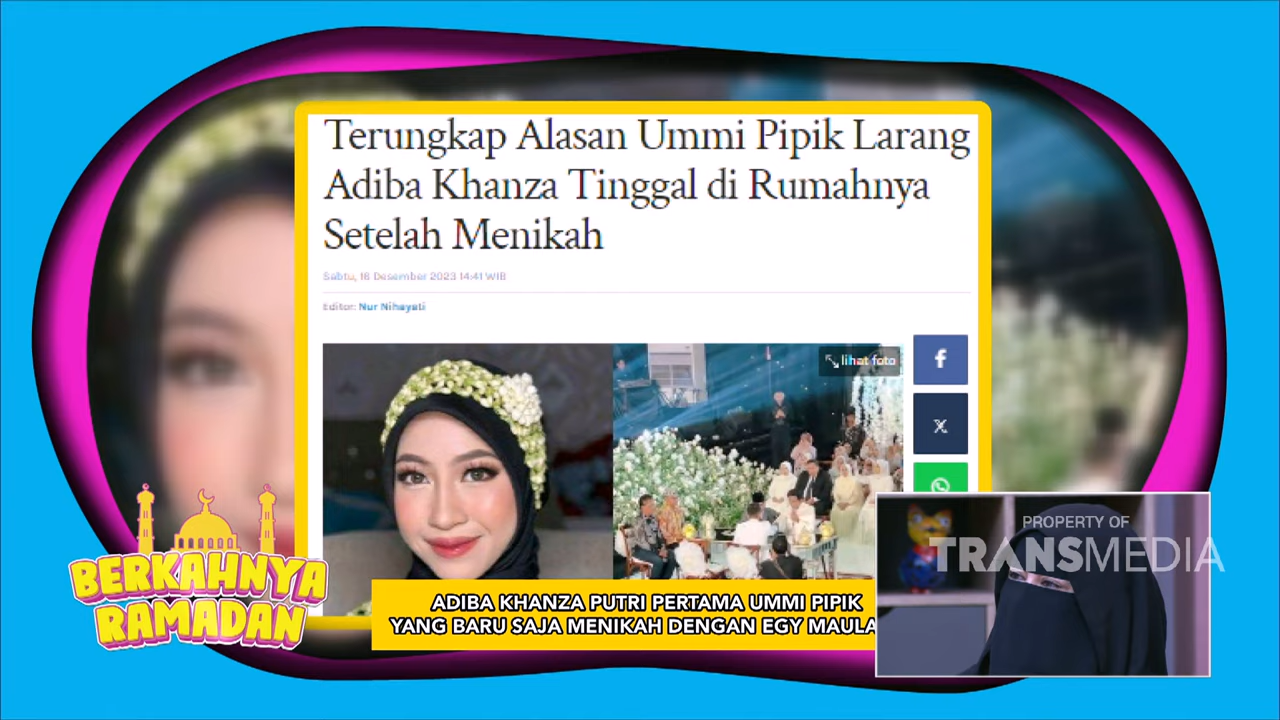 Terungkap Alasan Ummi Pipik Larang
Adiba Khanza Tinggal di Rumahnya
Setelah Menikah
Sabtu, 16 Desember 2023 14:41 WIB
Editor: Nur Nihayati
lihat foto
PROPERTY OF
TRANSMEDIA
BERKAHNYA
RAMADAN
ADIBA KHANZA PUTRI PERTAMA UMMI PIPIK
YANG BARU SAJA MENIKAH DENGAN EGY MAULA